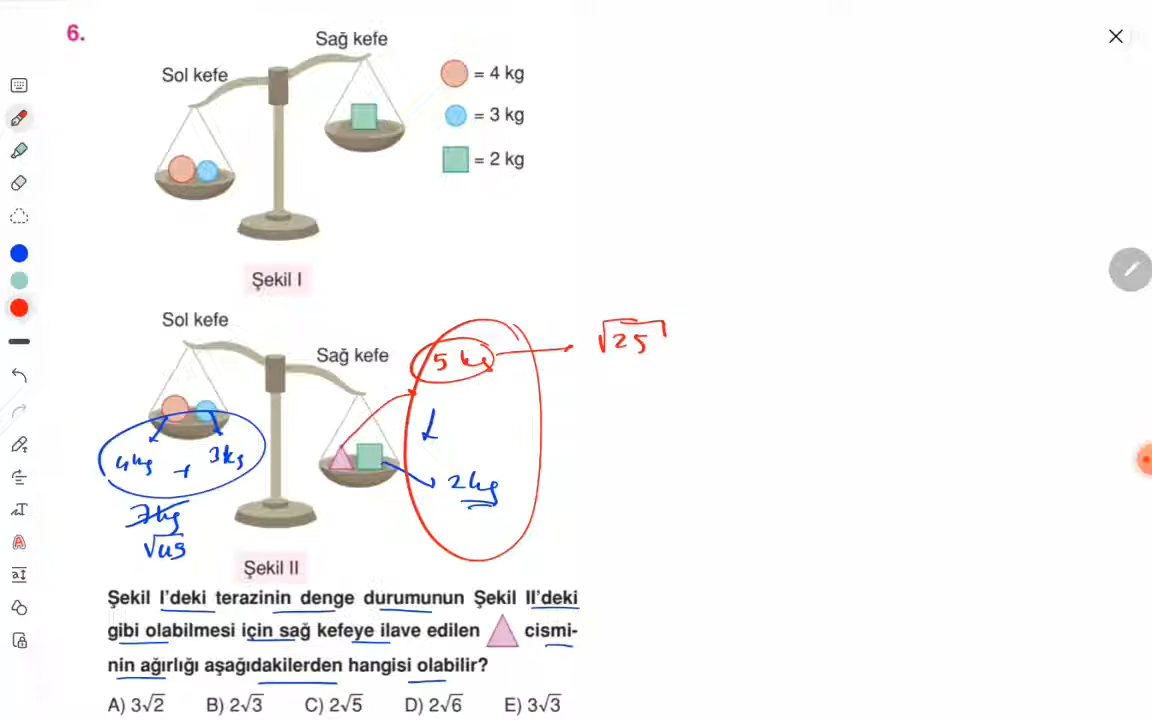 6.
Sağ kefe
Sol kefe
= 4 kg
= 3 kg
= 2 kg
Şekil I
Sol kefe
Sağ kefe
5 kg
√25
4kg + 3kg
2kg
7kg
√49
Şekil II
Şekil I'deki terazinin denge durumunun Şekil II'deki
gibi olabilmesi için sağ kefeye ilave edilen cismi-
nin ağırlığı aşağıdakilerden hangisi olabilir?
A) 3√2 B) 2√3 C) 2√5 D) 2√6 E) 3√3